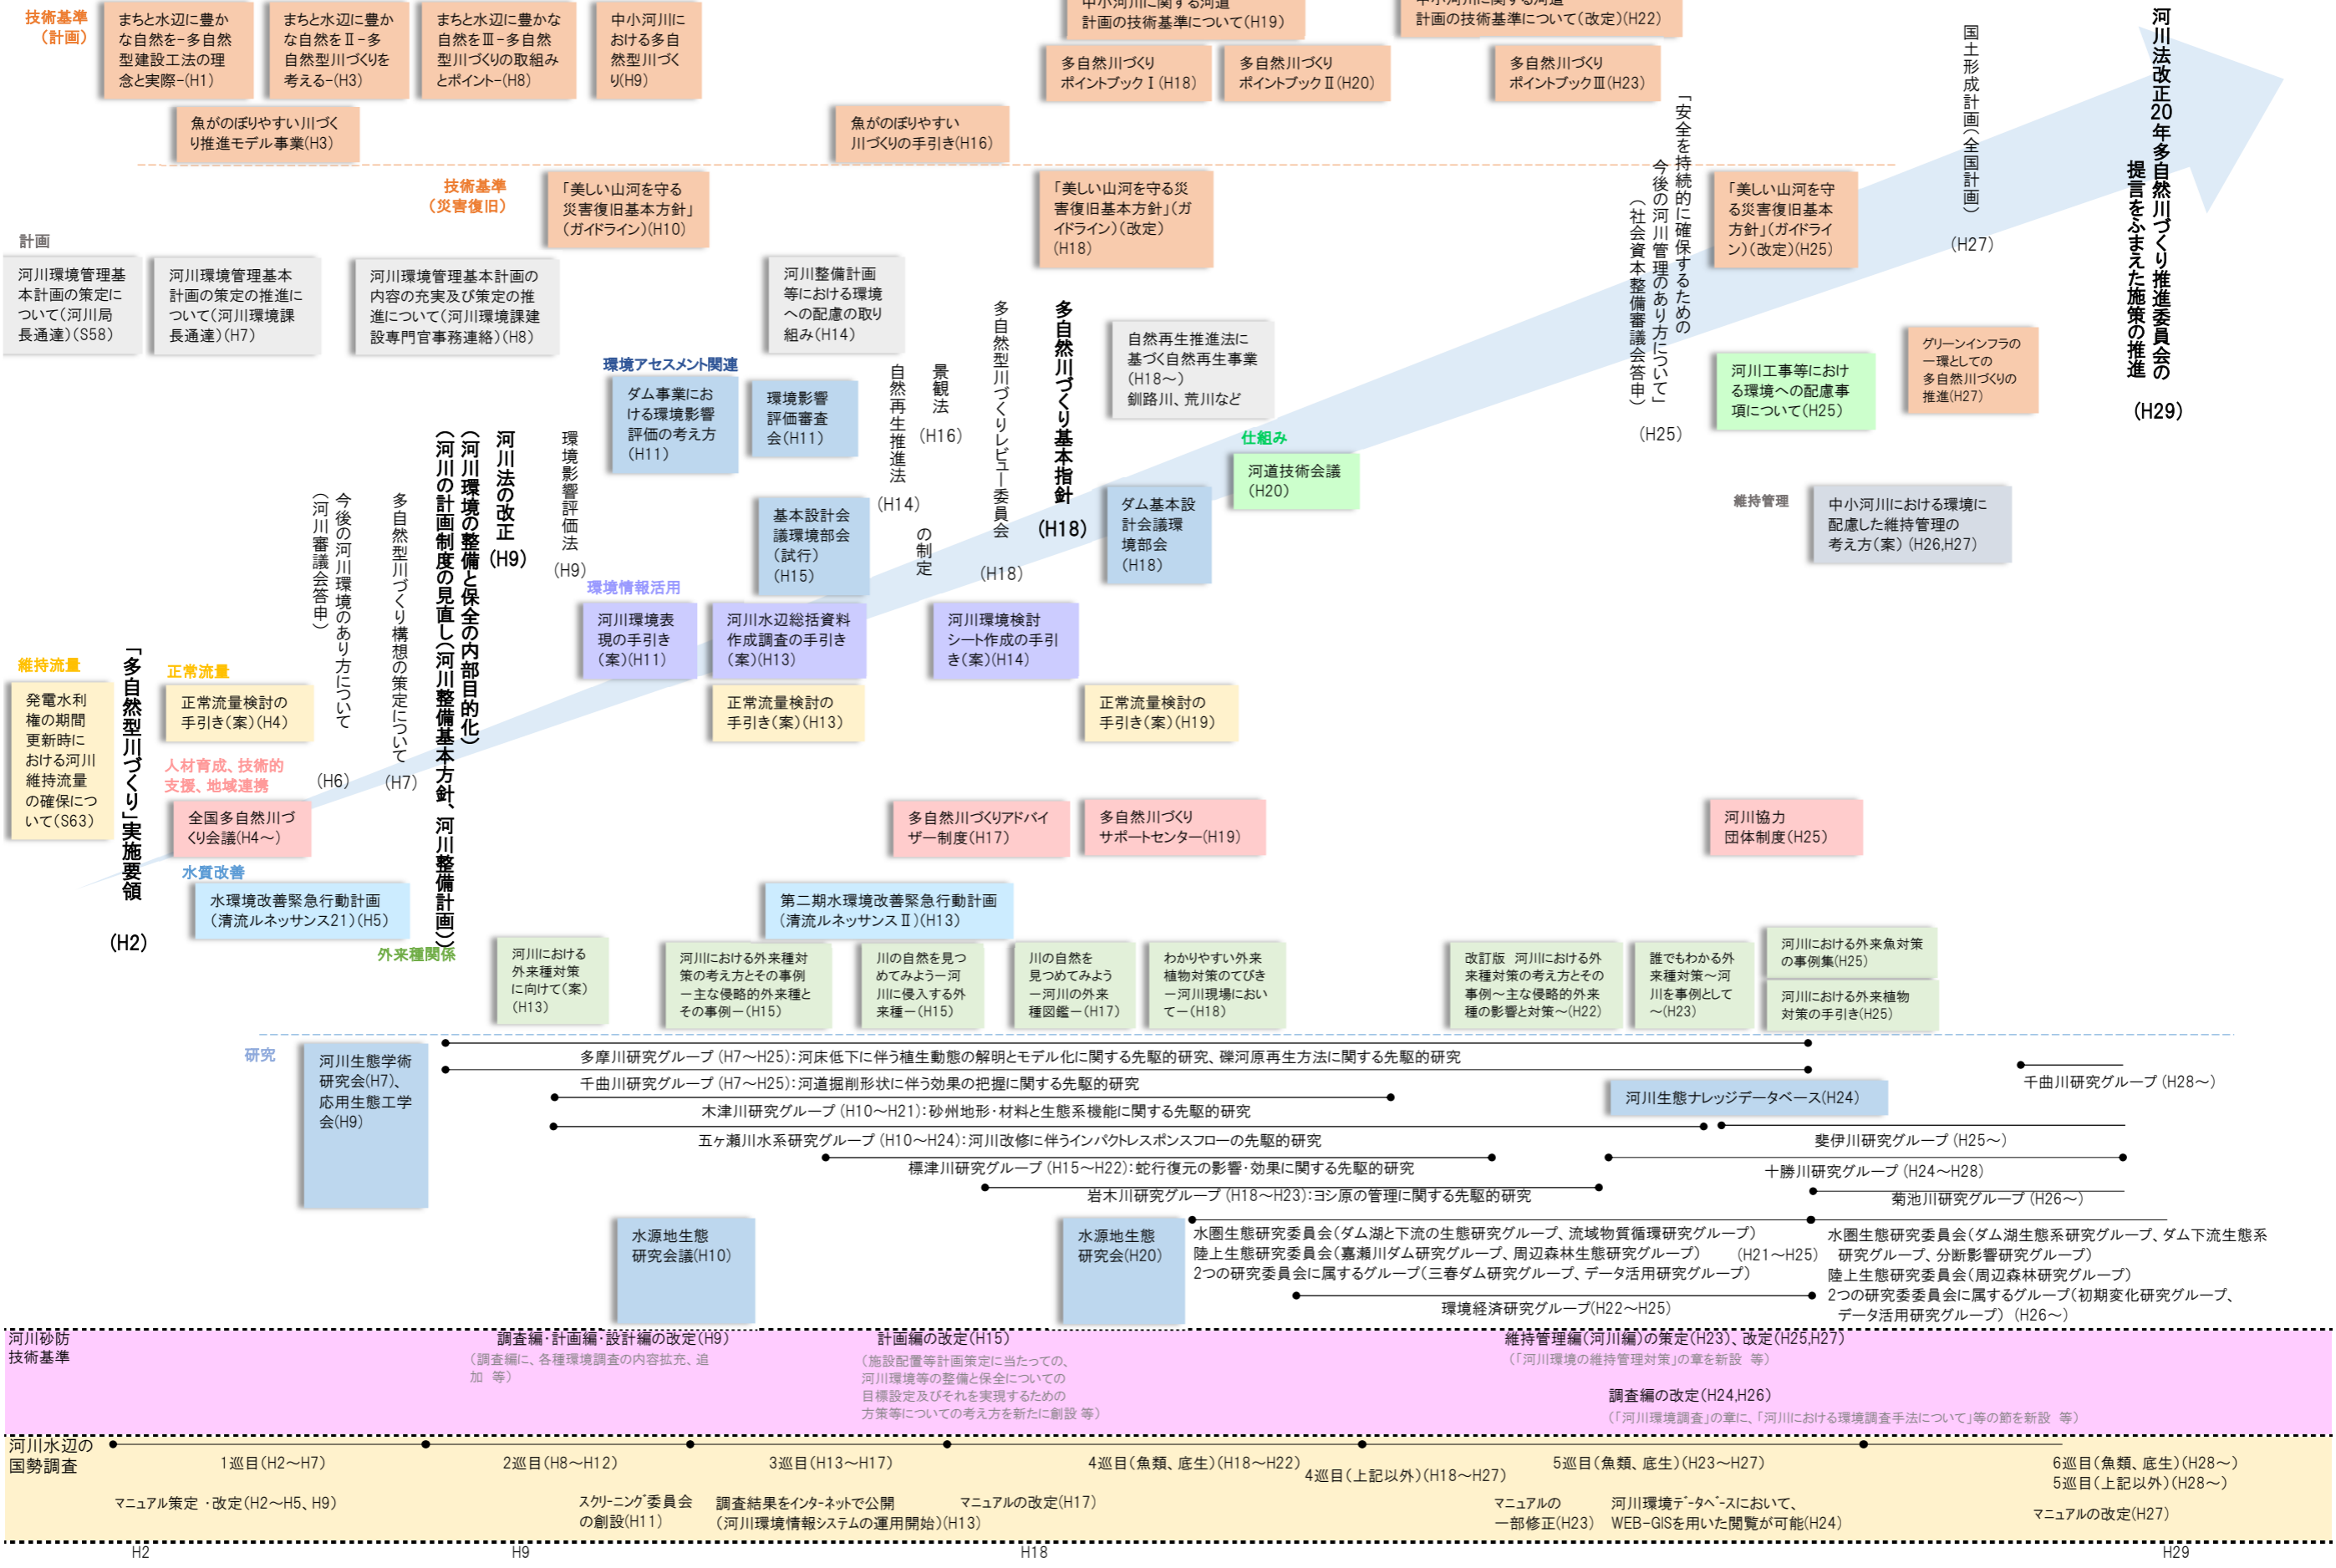 技術基準
（計画）
まちと水辺に豊か
な自然を-多自然
型建設工法の理
念と実際-(H1)
まちと水辺に豊か
な自然をⅡ-多
自然型川づくりを
考える-(H3)
まちと水辺に豊かな
自然をⅢ-多自然
型川づくりの取組み
とポイント-(H8)
中小河川に
おける多自
然型川づく
り(H9)
中小河川に関する河道
計画の技術基準について(H19)
中小河川に関する河道
計画の技術基準について(改定)(H22)
多自然川づくり
ポイントブックⅠ(H18)
多自然川づくり
ポイントブックⅡ(H20)
多自然川づくり
ポイントブックⅢ(H23)
魚がのぼりやすい川づく
り推進モデル事業(H3)
魚がのぼりやすい
川づくりの手引き(H16)
技術基準
（災害復旧）
「美しい山河を守る
災害復旧基本方針」
（ガイドライン）(H10)
「美しい山河を守る災
害復旧基本方針」（ガ
イドライン）（改定）
(H18)
「美しい山河を守
る災害復旧基本
方針」（ガイドライ
ン）（改定）(H25)
計画
河川環境管理基
本計画の策定に
ついて（河川局
長通達）(S58)
河川環境管理基本
計画の策定の推進に
ついて（河川環境課
長通達）(H7)
河川環境管理基本計画の
内容の充実及び策定の推
進について（河川環境課建
設専門官事務連絡）(H8)
河川整備計画
等における環境
への配慮の取り
組み(H14)
自然再生推進法に
基づく自然再生事業
(H18～)
釧路川、荒川など
「安全を持続的に確保するための
今後の河川管理のあり方について」
（社会資本整備審議会答申）
(H25)
国土形成計画（全国計画）
(H27)
河川法改正20年多自然川づくり推進委員会の
提言をふまえた施策の推進
(H29)
グリーンインフラの
一環としての
多自然川づくりの
推進(H27)
河川工事等におけ
る環境への配慮事
項について(H25)
環境アセスメント関連
ダム事業にお
ける環境影響
評価の考え方
(H11)
環境影響
評価審査
会(H11)
基本設計会
議環境部会
（試行）
(H15)
ダム基本設
計会議環
境部会
(H18)
自然再生推進法
(H14)
景観法
(H16)
の制定
多自然型川づくりレビュー委員会
(H18)
多自然川づくり基本指針
(H18)
仕組み
河道技術会議
(H20)
維持管理
中小河川における環境に
配慮した維持管理の
考え方（案） (H26,H27)
今後の河川環境のあり方について
（河川審議会答申）
(H6)
多自然型川づくり構想の策定について
(H7)
河川法の改正
(H9)
（河川環境の整備と保全の内部目的化）
（河川の計画制度の見直し（河川整備基本方針、河川整備計画））
環境影響評価法
(H9)
環境情報活用
河川環境表
現の手引き
（案）(H11)
河川水辺総括資料
作成調査の手引き
（案）(H13)
河川環境検討
シート作成の手引
き（案）(H14)
維持流量
発電水利
権の期間
更新時に
おける河川
維持流量
の確保につ
いて(S63)
「多自然型川づくり」実施要領
(H2)
正常流量
正常流量検討の
手引き（案）(H4)
正常流量検討の
手引き（案）(H13)
正常流量検討の
手引き（案）(H19)
人材育成、技術的
支援、地域連携
全国多自然川づ
くり会議(H4～)
多自然川づくりアドバイ
ザー制度(H17)
多自然川づくり
サポートセンター(H19)
河川協力
団体制度(H25)
水質改善
水環境改善緊急行動計画
（清流ルネッサンス21）(H5)
第二期水環境改善緊急行動計画
（清流ルネッサンスⅡ）(H13)
外来種関係
河川における
外来種対策
に向けて（案）
(H13)
河川における外来種対
策の考え方とその事例
－主な侵略的外来種と
その事例－(H15)
川の自然を見つ
めてみよう－河
川に侵入する外
来種－(H15)
川の自然を
見つめてみよう
－河川の外来
種図鑑－(H17)
わかりやすい外来
植物対策のてびき
－河川現場におい
て－(H18)
改訂版 河川における外
来種対策の考え方とその
事例～主な侵略的外来
種の影響と対策～(H22)
誰でもわかる外
来種対策～河
川を事例として
～(H23)
河川における外来魚対策
の事例集(H25)
河川における外来植物
対策の手引き(H25)
研究
河川生態学術
研究会(H7)、
応用生態工学
会(H9)
多摩川研究グループ (H7～H25)：河床低下に伴う植生動態の解明とモデル化に関する先駆的研究、礫河原再生方法に関する先駆的研究
千曲川研究グループ (H7～H25)：河道掘削形状に伴う効果の把握に関する先駆的研究
千曲川研究グループ (H28～)
木津川研究グループ (H10～H21)：砂州地形・材料と生態系機能に関する先駆的研究
河川生態ナレッジデータベース(H24)
五ヶ瀬川水系研究グループ (H10～H24)：河川改修に伴うインパクトレスポンスフローの先駆的研究
斐伊川研究グループ (H25～)
標津川研究グループ (H15～H22)：蛇行復元の影響・効果に関する先駆的研究
十勝川研究グループ (H24～H28)
岩木川研究グループ (H18～H23)：ヨシ原の管理に関する先駆的研究
菊池川研究グループ (H26～)
水源地生態
研究会議(H10)
水源地生態
研究会(H20)
水圏生態研究委員会（ダム湖と下流の生態研究グループ、流域物質循環研究グループ）
陸上生態研究委員会（嘉瀬川ダム研究グループ、周辺森林生態研究グループ） (H21～H25)
2つの研究委員会に属するグループ（三春ダム研究グループ、データ活用研究グループ）
水圏生態研究委員会（ダム湖生態系研究グループ、ダム下流生態系
研究グループ、分断影響研究グループ）
陸上生態研究委員会（周辺森林研究グループ）
2つの研究委委員会に属するグループ（初期変化研究グループ、
データ活用研究グループ） (H26～)
環境経済研究グループ(H22～H25)
河川砂防
技術基準
調査編・計画編・設計編の改定(H9)
（調査編に、各種環境調査の内容拡充、追
加 等）
計画編の改定(H15)
（施設配置等計画策定に当たっての、
河川環境等の整備と保全についての
目標設定及びそれを実現するための
方策等についての考え方を新たに創設 等）
維持管理編（河川編）の策定(H23)、改定(H25,H27)
（「河川環境の維持管理対策」の章を新設 等）
調査編の改定(H24,H26)
（「河川環境調査」の章に、「河川における環境調査手法について」等の節を新設 等）
河川水辺の
国勢調査
1巡目(H2～H7)
2巡目(H8～H12)
3巡目(H13～H17)
4巡目（魚類、底生）(H18～H22)
4巡目（上記以外）(H18～H27)
5巡目（魚類、底生）(H23～H27)
6巡目（魚類、底生）(H28～)
5巡目（上記以外）(H28～)
マニュアル策定 ・改定(H2～H5、H9)
スクリーニング委員会
の創設(H11)
調査結果をインターネットで公開
（河川環境情報システムの運用開始）(H13)
マニュアルの改定(H17)
マニュアルの
一部修正(H23)
河川環境データベースにおいて、
WEB-GISを用いた閲覧が可能(H24)
マニュアルの改定(H27)
H2
H9
H18
H29